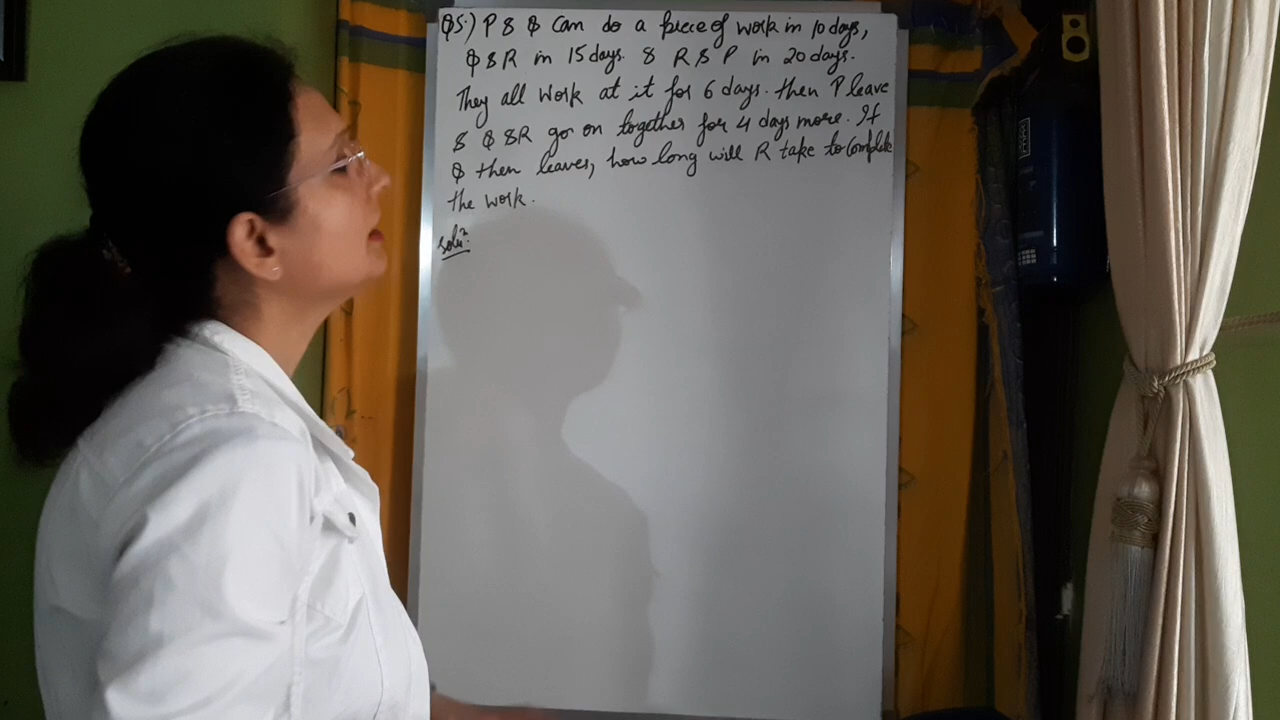 Q5.) P & Q Can do a piece of work in 10 days,
Q & R in 15 days. & R & P in 20 days.
They all work at it for 6 days. then P leave
& Q & R go on together for 4 days more. If
Q then leaves, how long will R take to Complete
the work.
Solu?